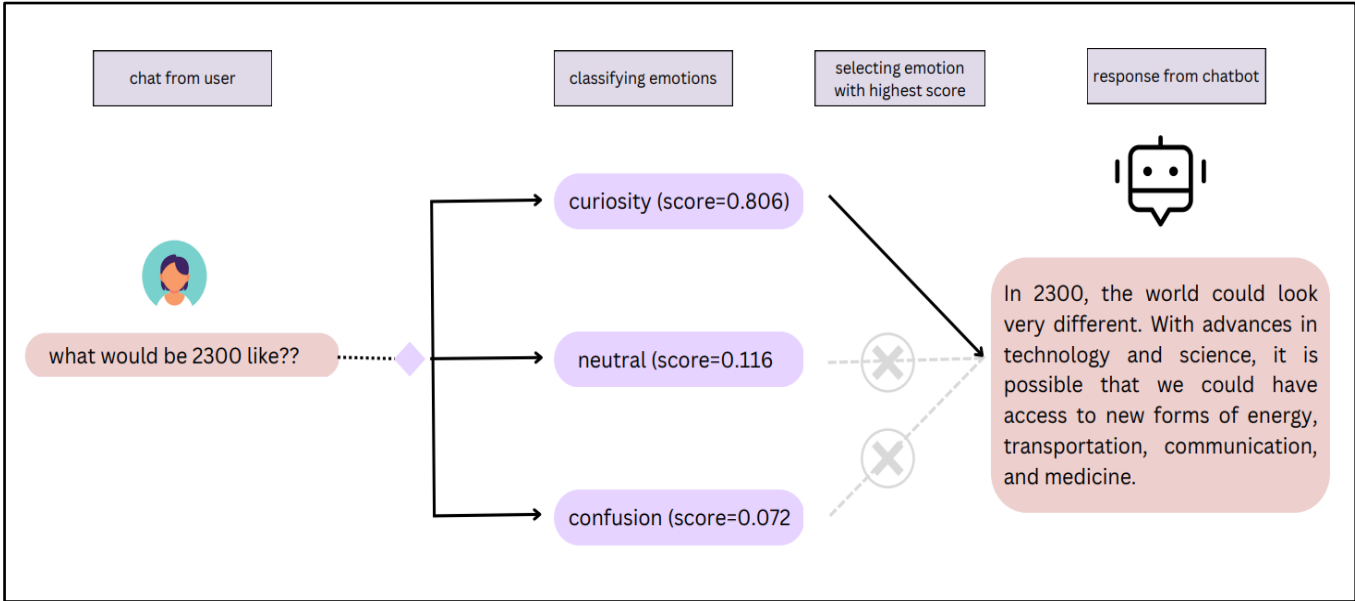 chat from user
classifying emotions
selecting emotion
with highest score
response from chatbot
curiosity (score=0.806)
what would be 2300 like??
neutral (score=0.116
confusion (score=0.072
In 2300, the world could look
very different. With advances in
technology and science, it is
possible that we could have
access to new forms of energy,
transportation, communication,
and medicine.